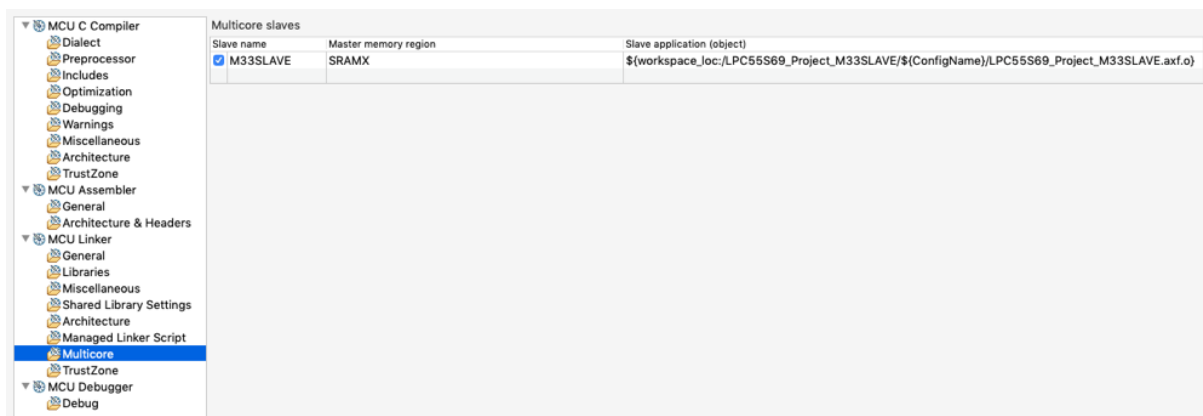 MCU C Compiler
Dialect
Preprocessor
Includes
Optimization
Debugging
Warnings
Miscellaneous
Architecture
TrustZone
MCU Assembler
General
Architecture & Headers
MCU Linker
General
Libraries
Miscellaneous
Shared Library Settings
Architecture
Managed Linker Script
Multicore
TrustZone
MCU Debugger
Debug
Multicore slaves
Slave name Master memory region Slave application (object)
M33SLAVE SRAMX ${workspace_loc:/LPC55S69_Project_M33SLAVE/${ConfigName}/LPC55S69_Project_M33SLAVE.axf.o}